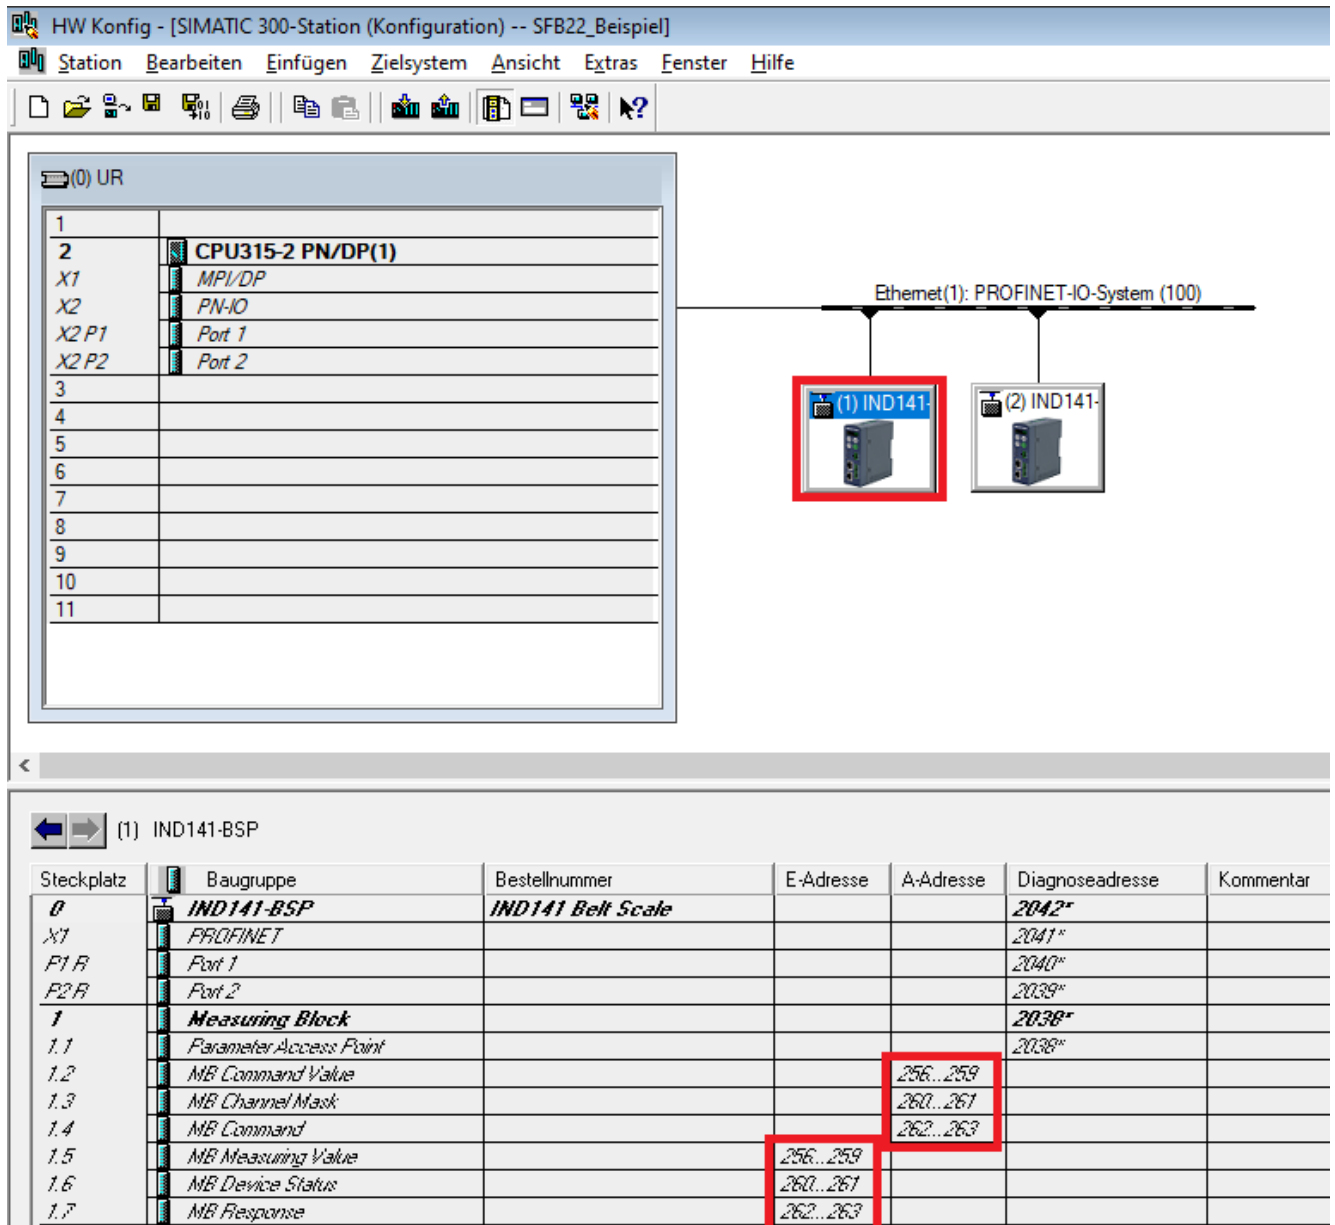 HW Konfig - [SIMATIC 300-Station (Konfiguration) -- SFB22_Beispiel]
Station Bearbeiten Einfügen Zielsystem Ansicht Extras Fenster Hilfe
(0) UR
1
2 CPU315-2 PN/DP(1)
X1 MPI/DP
X2 PN-IO
X2 P1 Port 1
X2 P2 Port 2
3
4
5
6
7
8
9
10
11
Ethernet(1): PROFINET-IO-System (100)
(1) IND141-
(2) IND141-
(1) IND141-BSP
Steckplatz Baugruppe Bestellnummer E-Adresse A-Adresse Diagnoseadresse Kommentar
0 IND141-BSP IND141 Belt Scale 2042*
X1 PROFINET 2041*
P1 R Port 1 2040*
P2 R Port 2 2039*
1 Measuring Block 2038*
1.1 Parameter Access Point 2038*
1.2 MB Command Value 256...259
1.3 MB Channel Mask 260...261
1.4 MB Command 262...263
1.5 MB Measuring Value 256...259
1.6 MB Device Status 260...261
1.7 MB Response 262...263